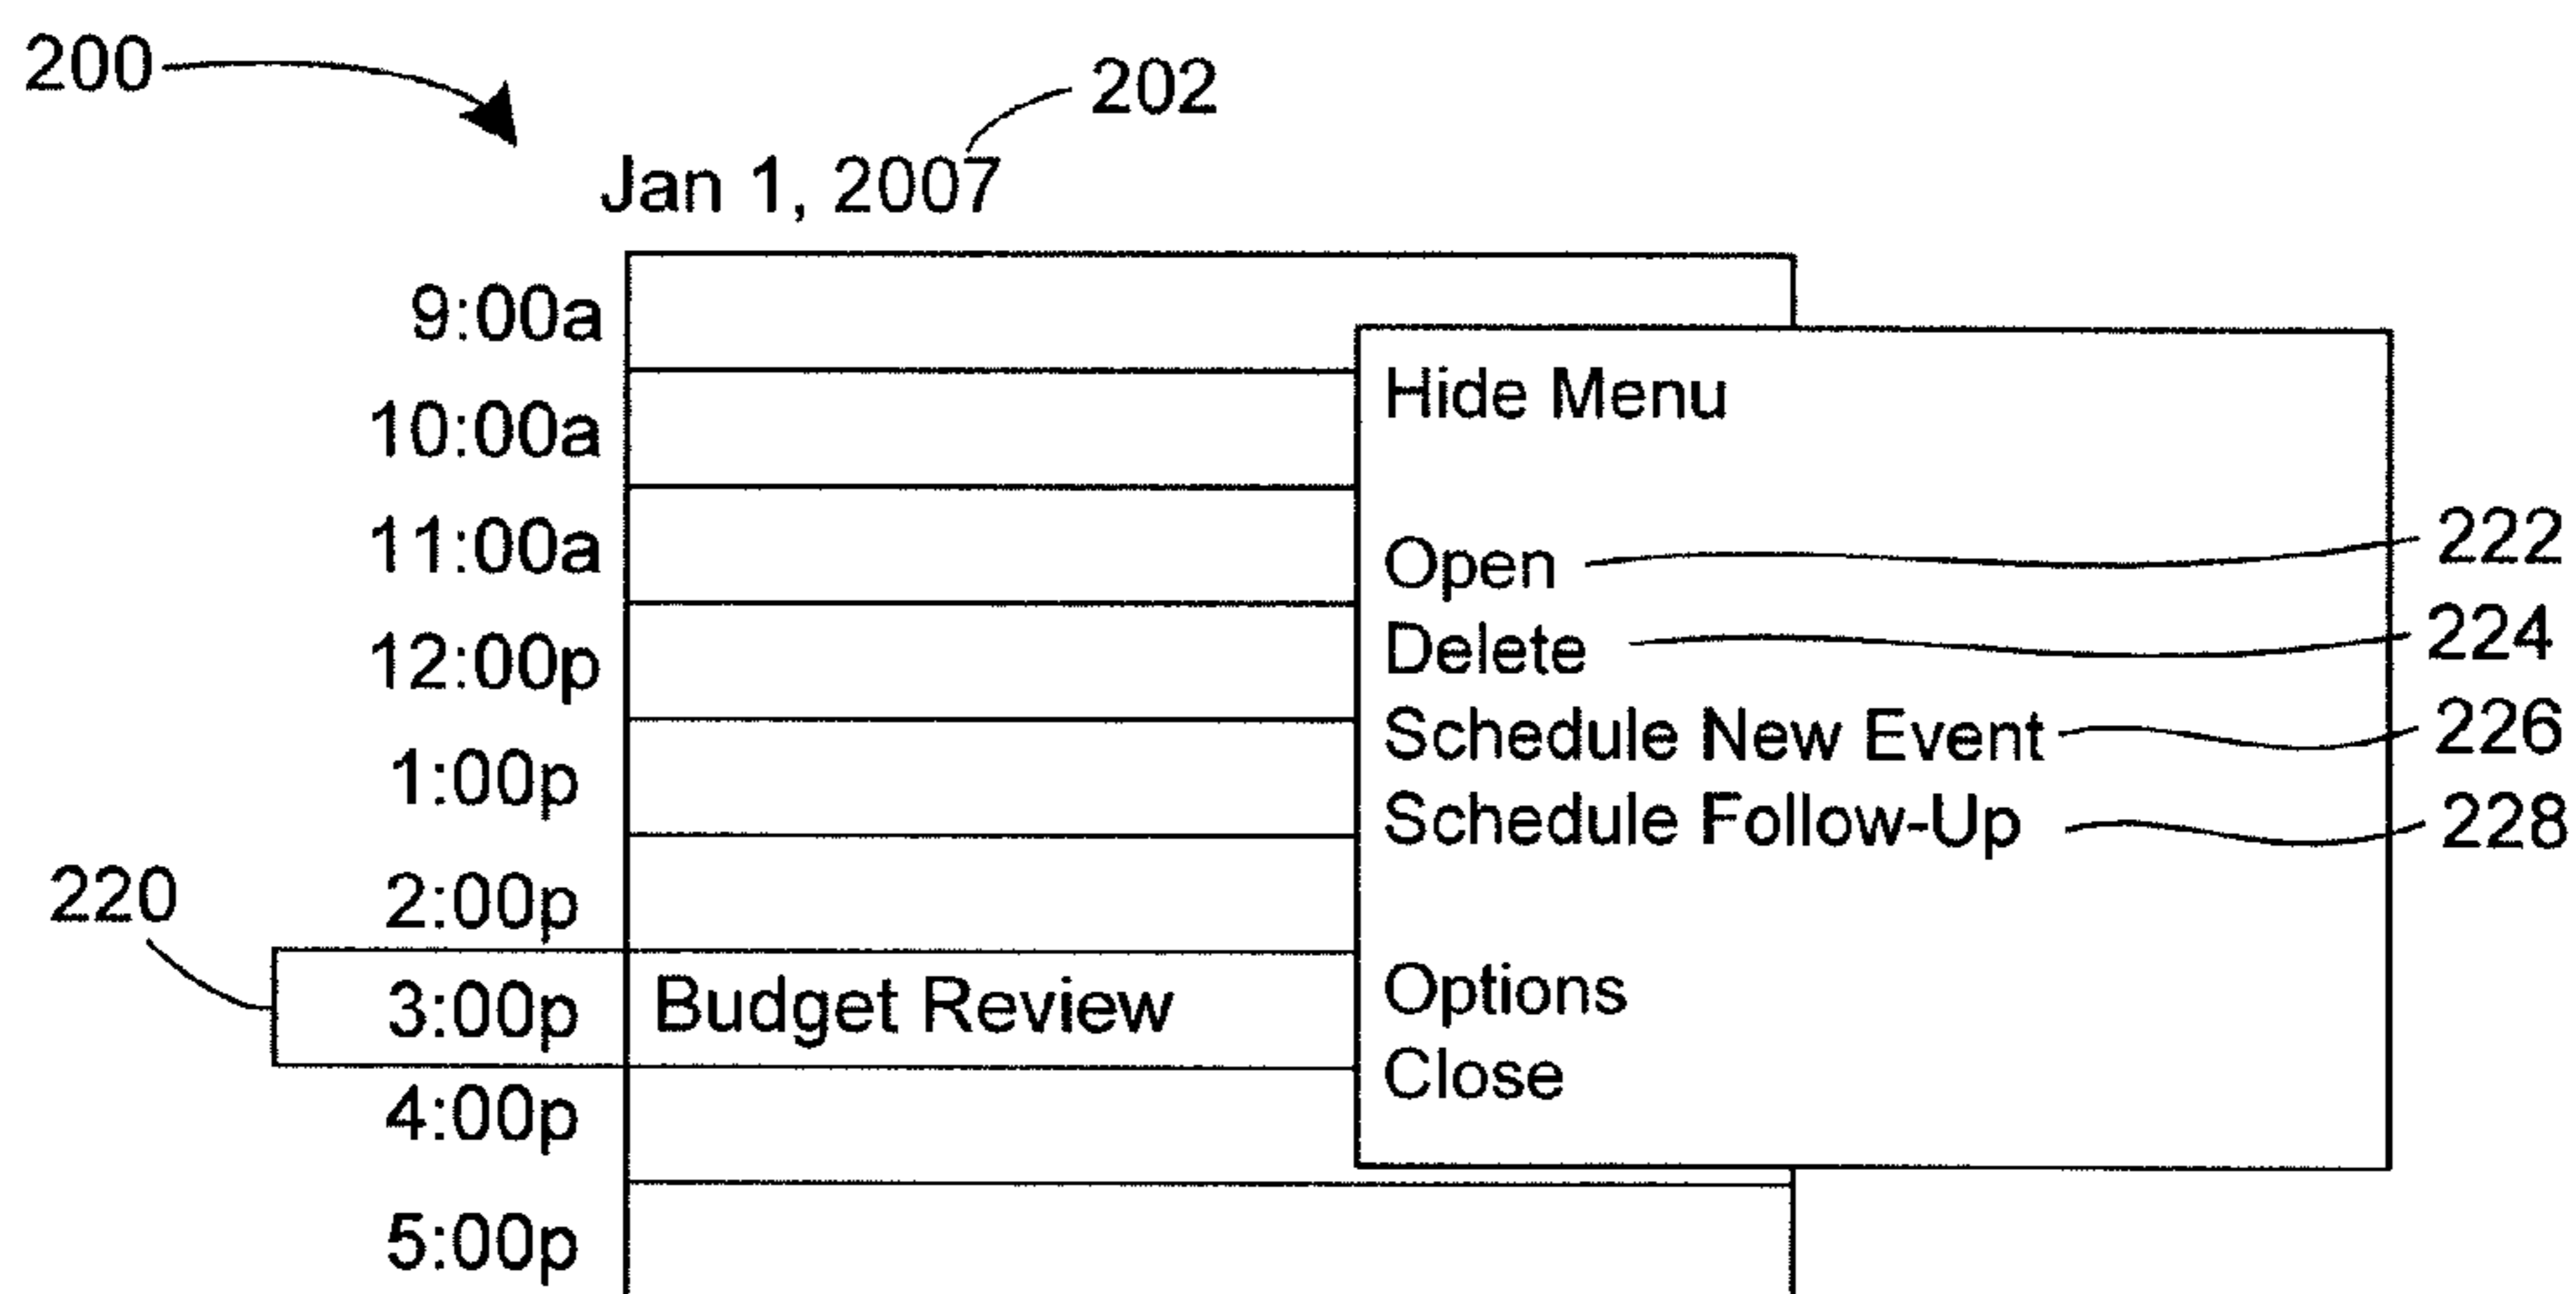 200
202
Jan 1, 2007
9:00a
Hide Menu
10:00a
11:00a
Open 222
12:00p
Delete 224
Schedule New Event 226
1:00p
Schedule Follow-Up 228
2:00p
220
3:00p Budget Review
Options
Close
4:00p
5:00p